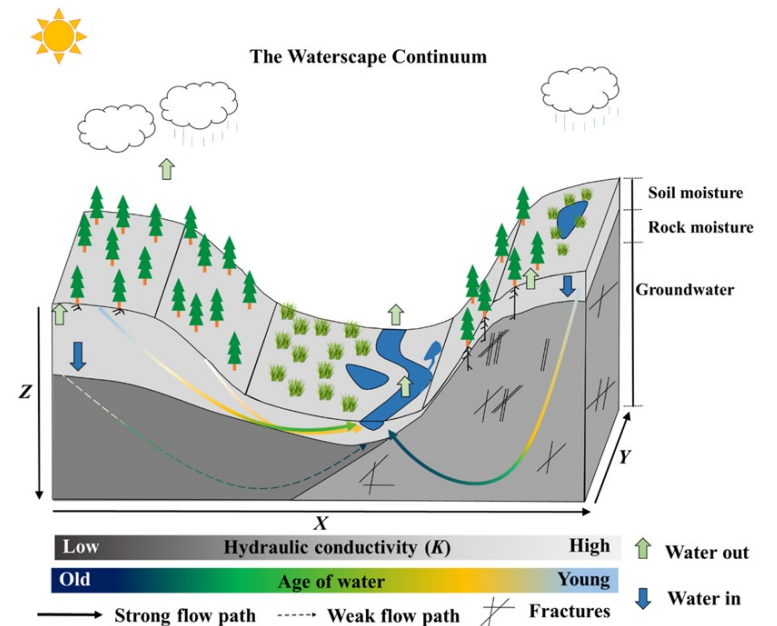 The Waterscape Continuum
Soil moisture
Rock moisture
Groundwater
Z
Y
X
Low Hydraulic conductivity (K) High
Water out
Old Age of water Young
Water in
Strong flow path Weak flow path Fractures